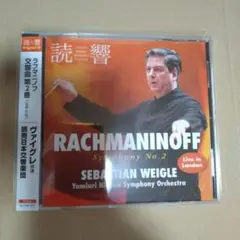 ラフマニノフ
交響曲第2番
ヴァイグレ
読売日本交響楽団
読響
RACHMANINOFF
Symphony No.2
Live in
London
SEBASTIAN WEIGLE
Yomiuri Nippon Symphony Orchestra